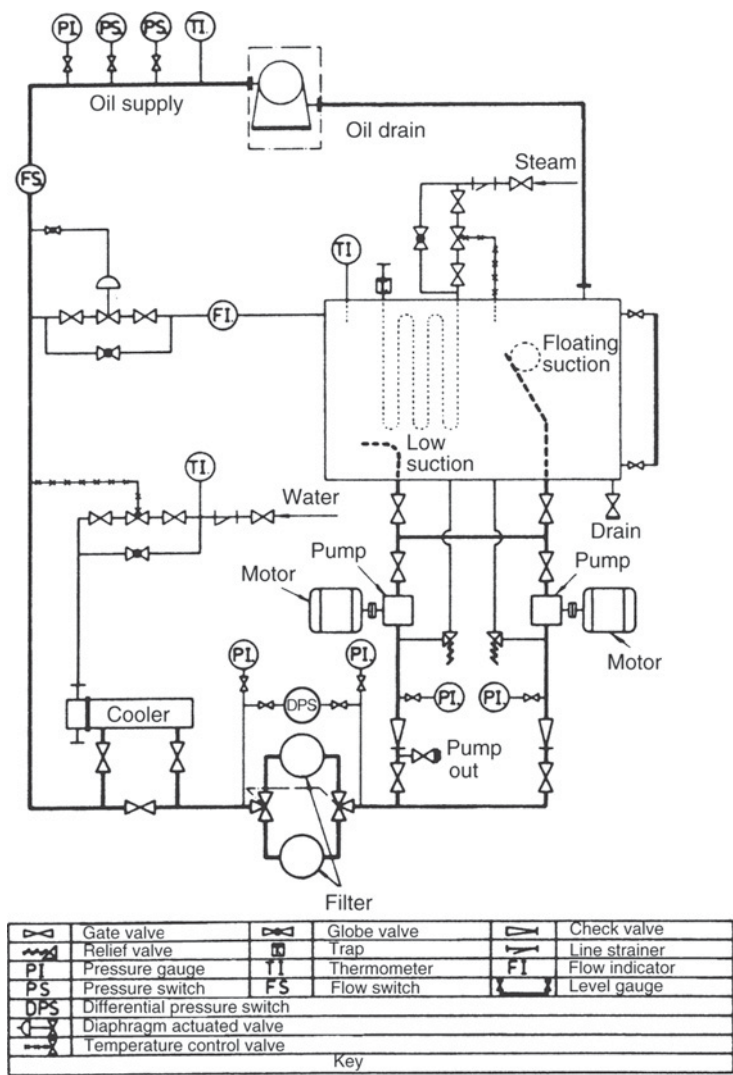 PI. PS. PS. TI.
Oil supply
Oil drain
FS.
Steam
TI
FI.
Floating
suction
Low
suction
TI.
Water
Drain
Pump
Pump
Motor
Motor
PI. PI.
DPS
PI. PI.
Cooler
Pump
out
Filter
Gate valve Globe valve Check valve
Relief valve Trap Line strainer
PI Pressure gauge TI Thermometer FI Flow indicator
PS Pressure switch FS Flow switch Level gauge
DPS Differential pressure switch
Diaphragm actuated valve
Temperature control valve
Key